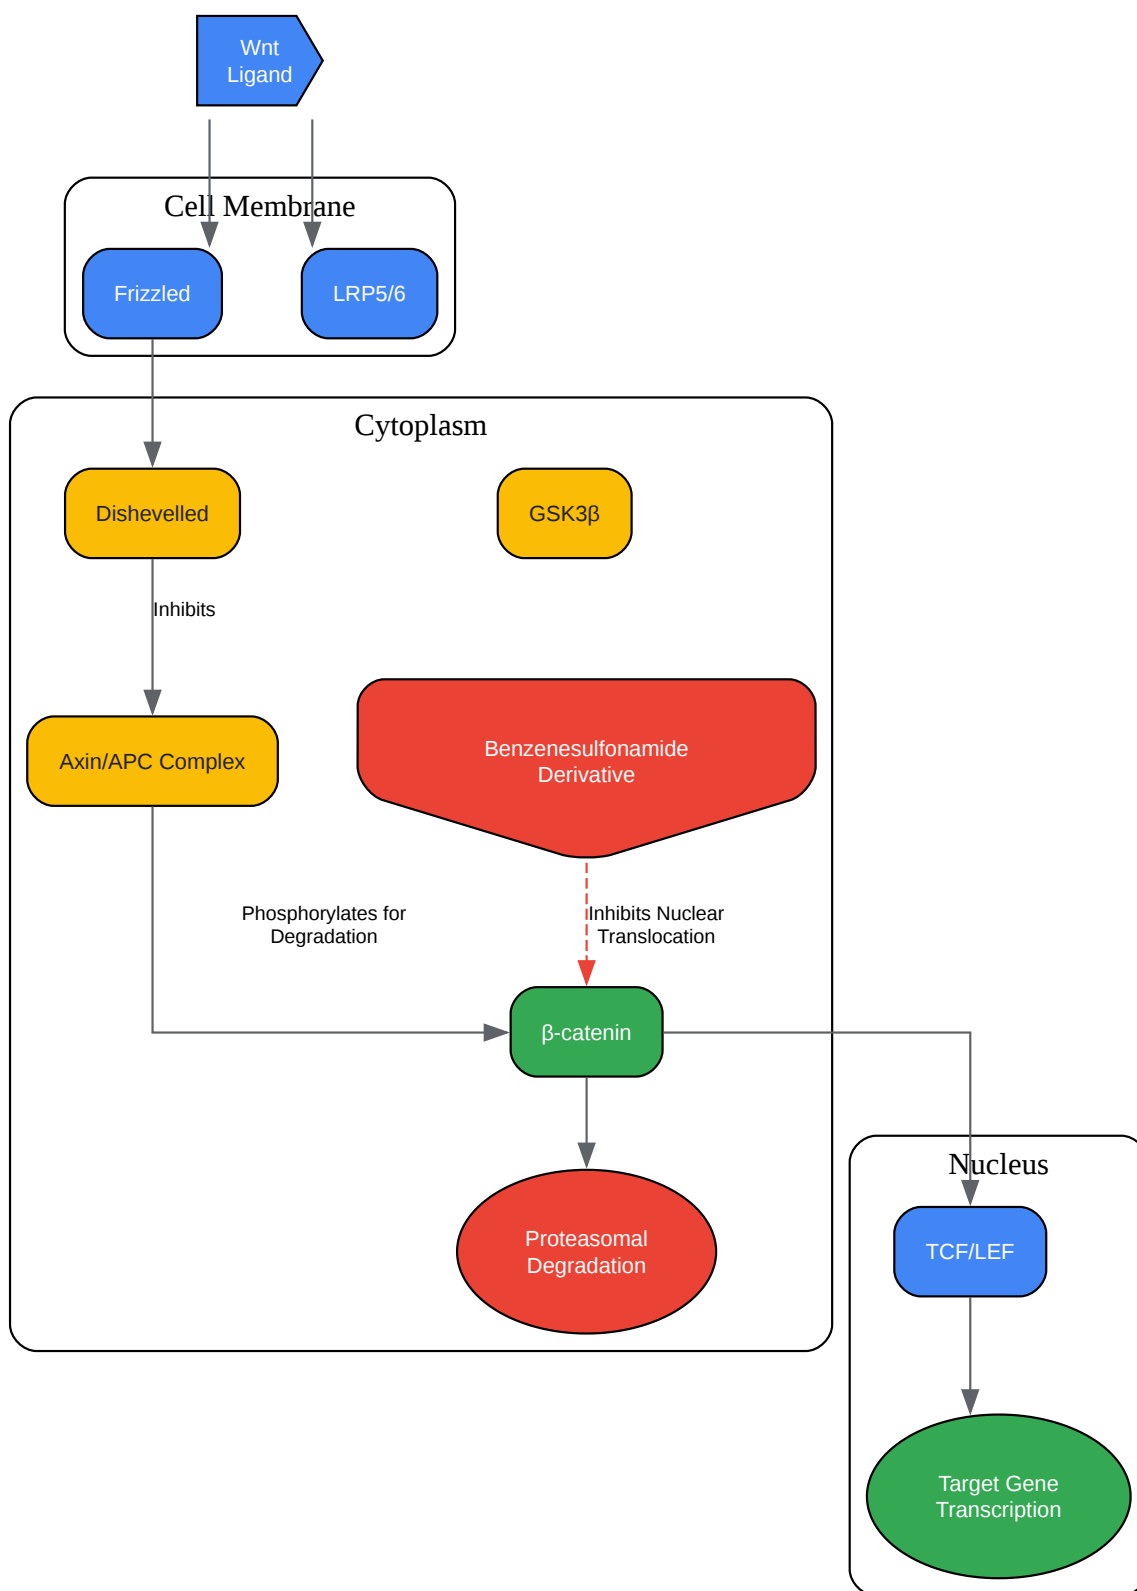 Wnt
Ligand
Cell Membrane
Frizzled
LRP5/6
Cytoplasm
Dishevelled
GSK3β
Inhibits
Axin/APC Complex
Benzenesulfonamide
Derivative
Phosphorylates for
Degradation
Inhibits Nuclear
Translocation
β-catenin
Nucleus
Proteasomal
Degradation
TCF/LEF
Target Gene
Transcription